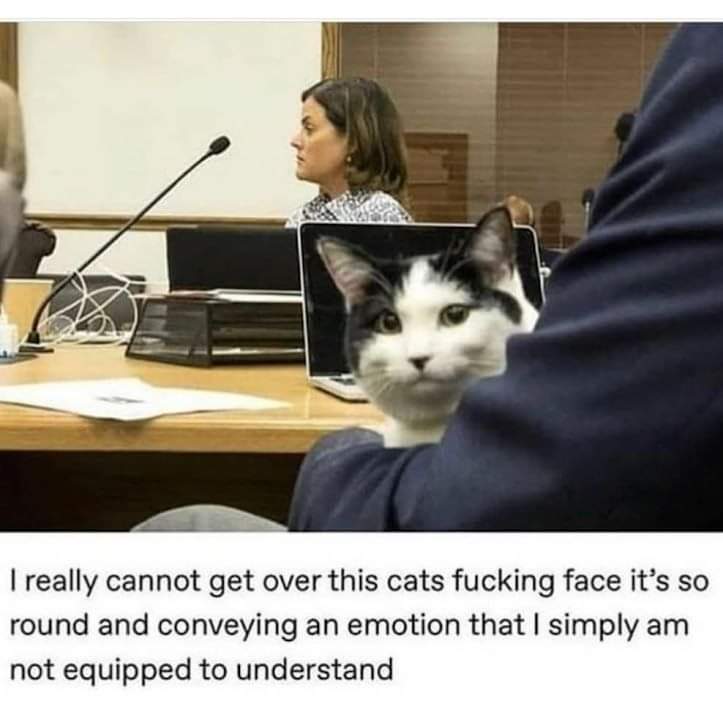 I really cannot get over this cats fucking face it's so
round and conveying an emotion that I simply am
not equipped to understand